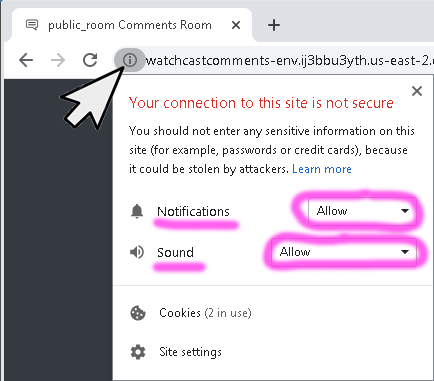 public_room Comments Room
watchcastcomments-env.ij3bbu3yth.us-east-2.
Your connection to this site is not secure
You should not enter any sensitive information on this
site (for example, passwords or credit cards), because
it could be stolen by attackers. Learn more
Notifications Allow
Sound Allow
Cookies (2 in use)
Site settings